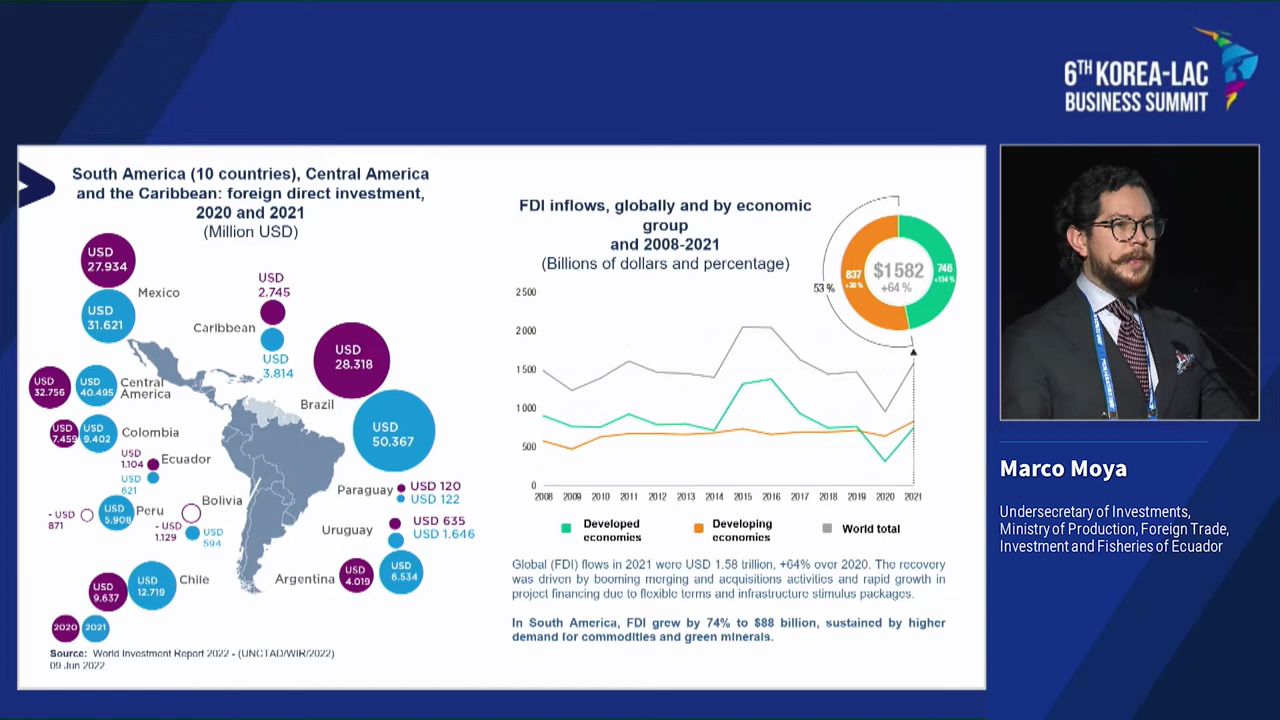 6TH KOREA-LAC
BUSINESS SUMMIT
South America (10 countries), Central America
and the Caribbean: foreign direct investment,
2020 and 2021
(Million USD)
USD
27.934
Mexico
USD
31.621
USD
2.745
Caribbean
USD
3.814
USD
28.318
Brazil
USD
50.367
USD
32.756
USD
40.495
Central
America
USD
7.459
USD
9.402
Colombia
USD
1.104
Ecuador
USD
621
- USD
871
USD
5.908
Peru
Bolivia
- USD
1.129
USD
594
Paraguay
USD 120
USD 122
Uruguay
USD 635
USD 1.646
Argentina
USD
4.019
USD
6.534
USD
9.637
USD
12.719
Chile
2020
2021
Source: World Investment Report 2022 - (UNCTAD/WIR/2022)
09 Jun 2022
FDI inflows, globally and by economic
group
and 2008-2021
(Billions of dollars and percentage)
53 %
837
+30 %
$1582
+64 %
746
+134 %
2 500
2 000
1 500
1 000
500
0
2008 2009 2010 2011 2012 2013 2014 2015 2016 2017 2018 2019 2020 2021
Developed
economies
Developing
economies
World total
Global (FDI) flows in 2021 were USD 1.58 trillion, +64% over 2020. The recovery
was driven by booming merging and acquisitions activities and rapid growth in
project financing due to flexible terms and infrastructure stimulus packages.
In South America, FDI grew by 74% to $88 billion, sustained by higher
demand for commodities and green minerals.
Marco Moya
Undersecretary of Investments,
Ministry of Production, Foreign Trade,
Investment and Fisheries of Ecuador